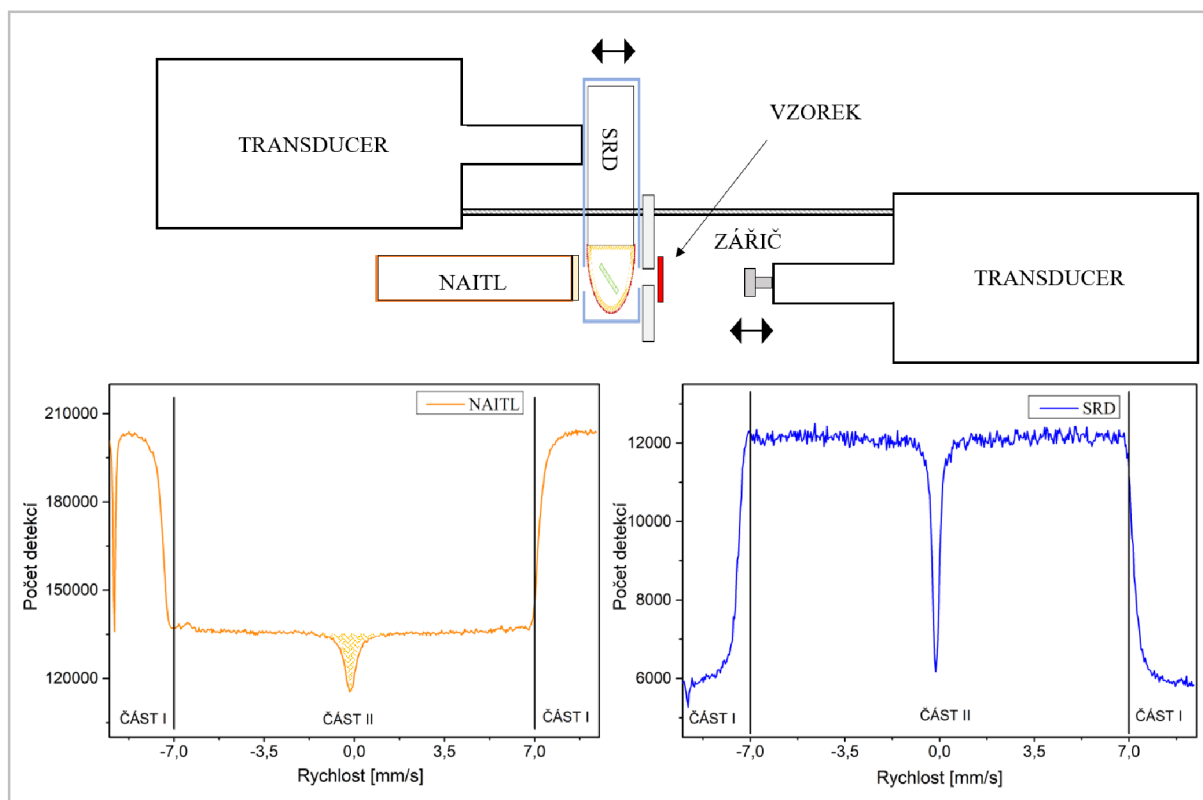 TRANSDUCER
SRD
VZOREK
ZÁŘIČ
NAITL
TRANSDUCER
NAITL
210000
180000
150000
120000
Počet detekcí
ČÁST I
ČÁST II
ČÁST I
-7,0
-3,5
0,0
3,5
7,0
Rychlost [mm/s]
SRD
12000
10000
8000
6000
Počet detekcí
ČÁST I
ČÁST II
ČÁST I
-7,0
-3,5
0,0
3,5
7,0
Rychlost [mm/s]